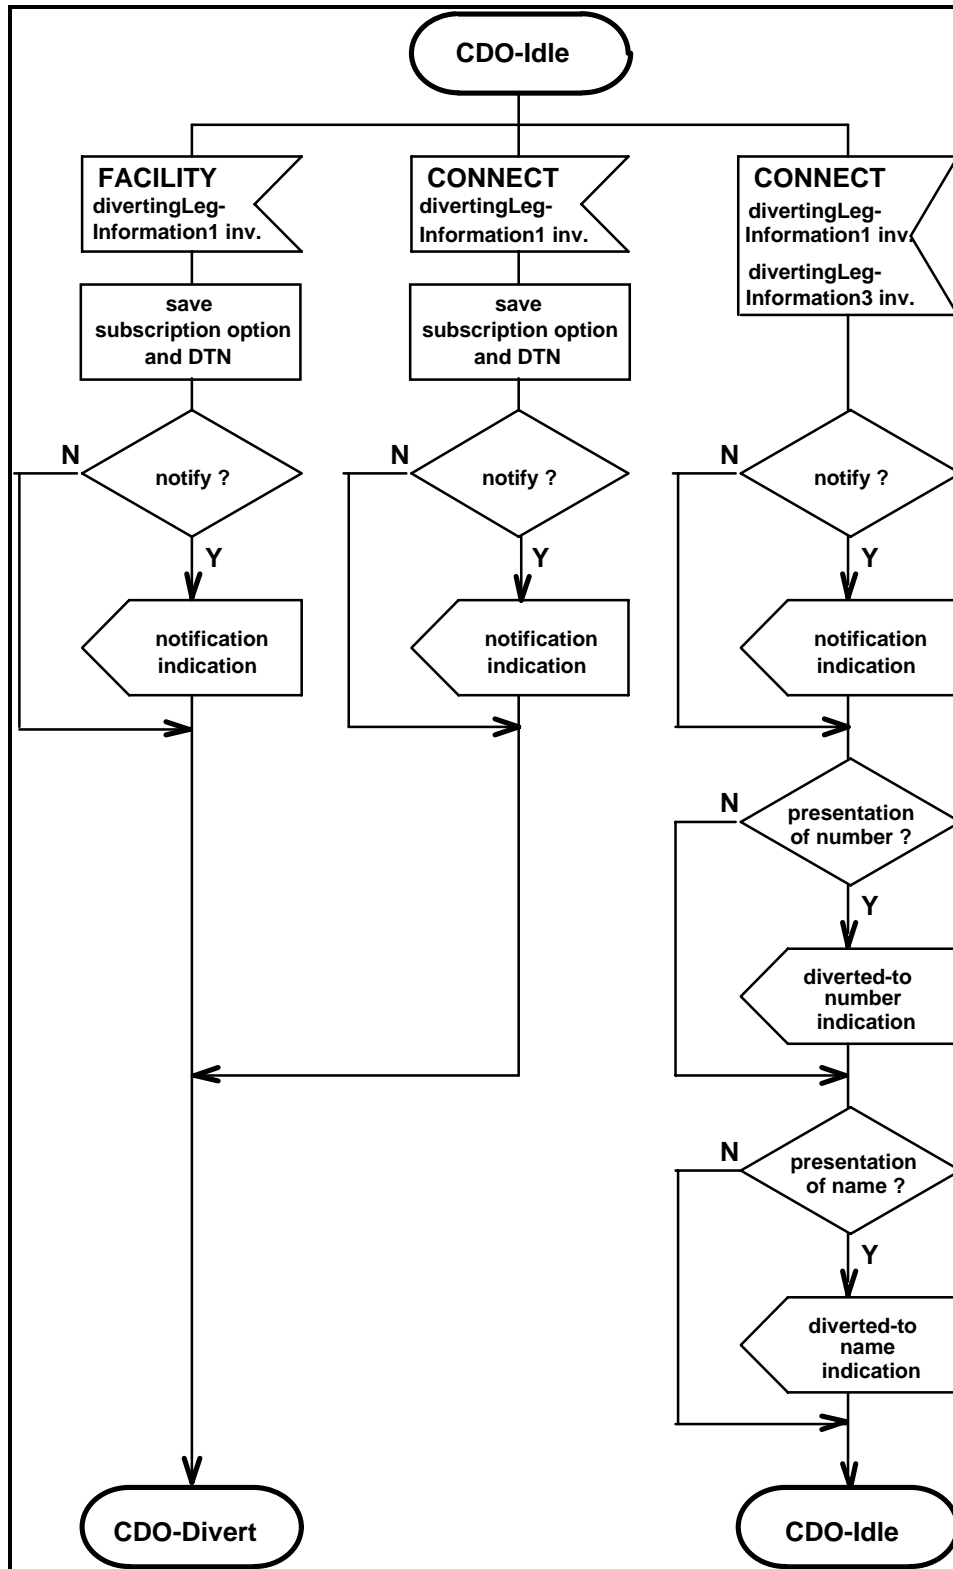 CDO-Idle
FACILITY
divertingLeg-
Information1 inv.
CONNECT
divertingLeg-
Information1 inv.
CONNECT
divertingLeg-
Information1 inv.
divertingLeg-
Information3 inv.
save
subscription option
and DTN
save
subscription option
and DTN
N
notify ?
Y
N
notify ?
Y
N
notify ?
Y
notification
indication
notification
indication
notification
indication
N
presentation
of number ?
Y
diverted-to
number
indication
N
presentation
of name ?
Y
diverted-to
name
indication
CDO-Divert
CDO-Idle